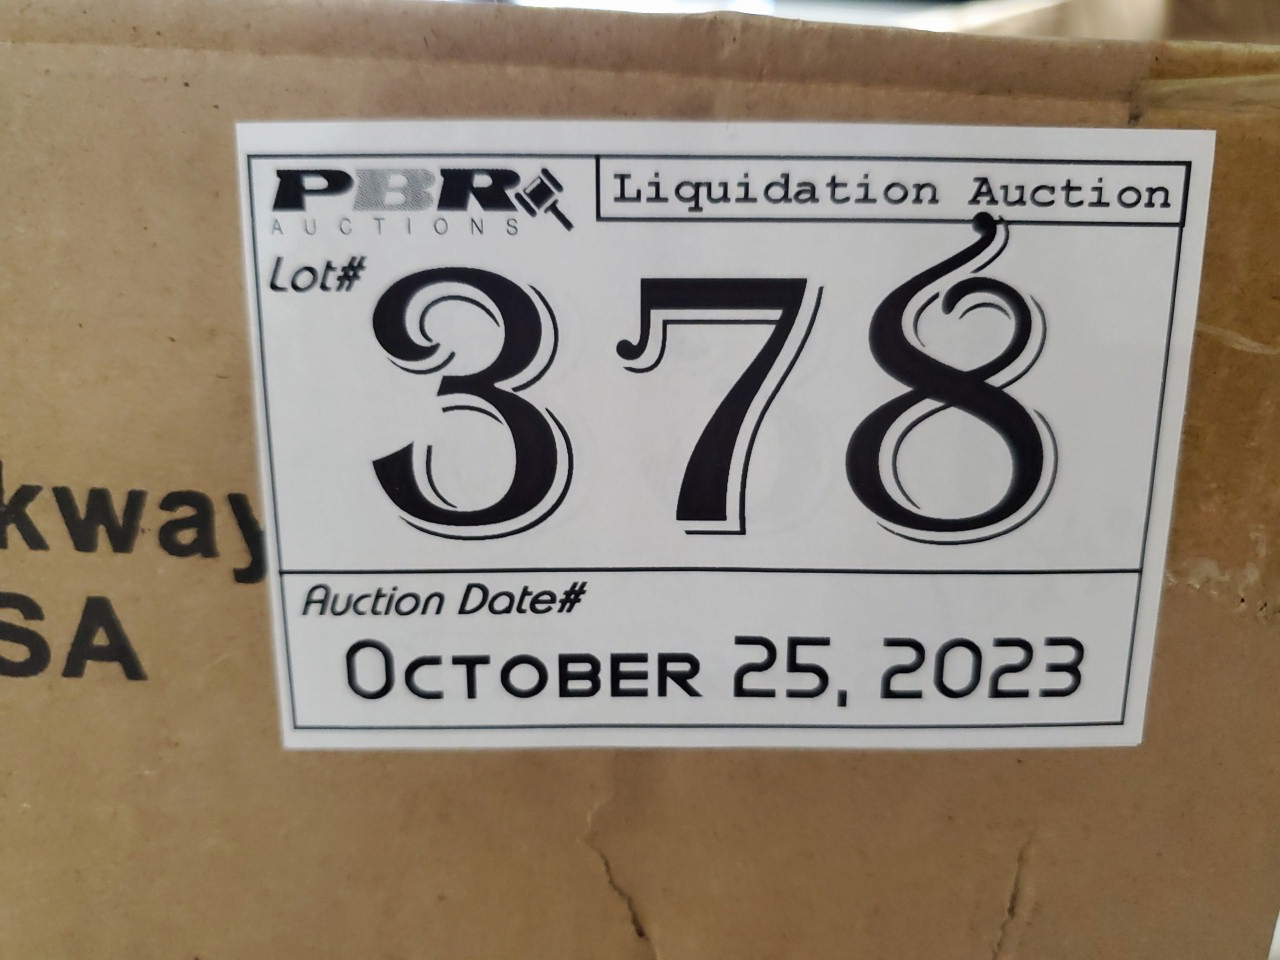 PBR
AUCTIONS
Liquidation Auction
Lot#
378
Auction Date#
October 25, 2023
kway
SA